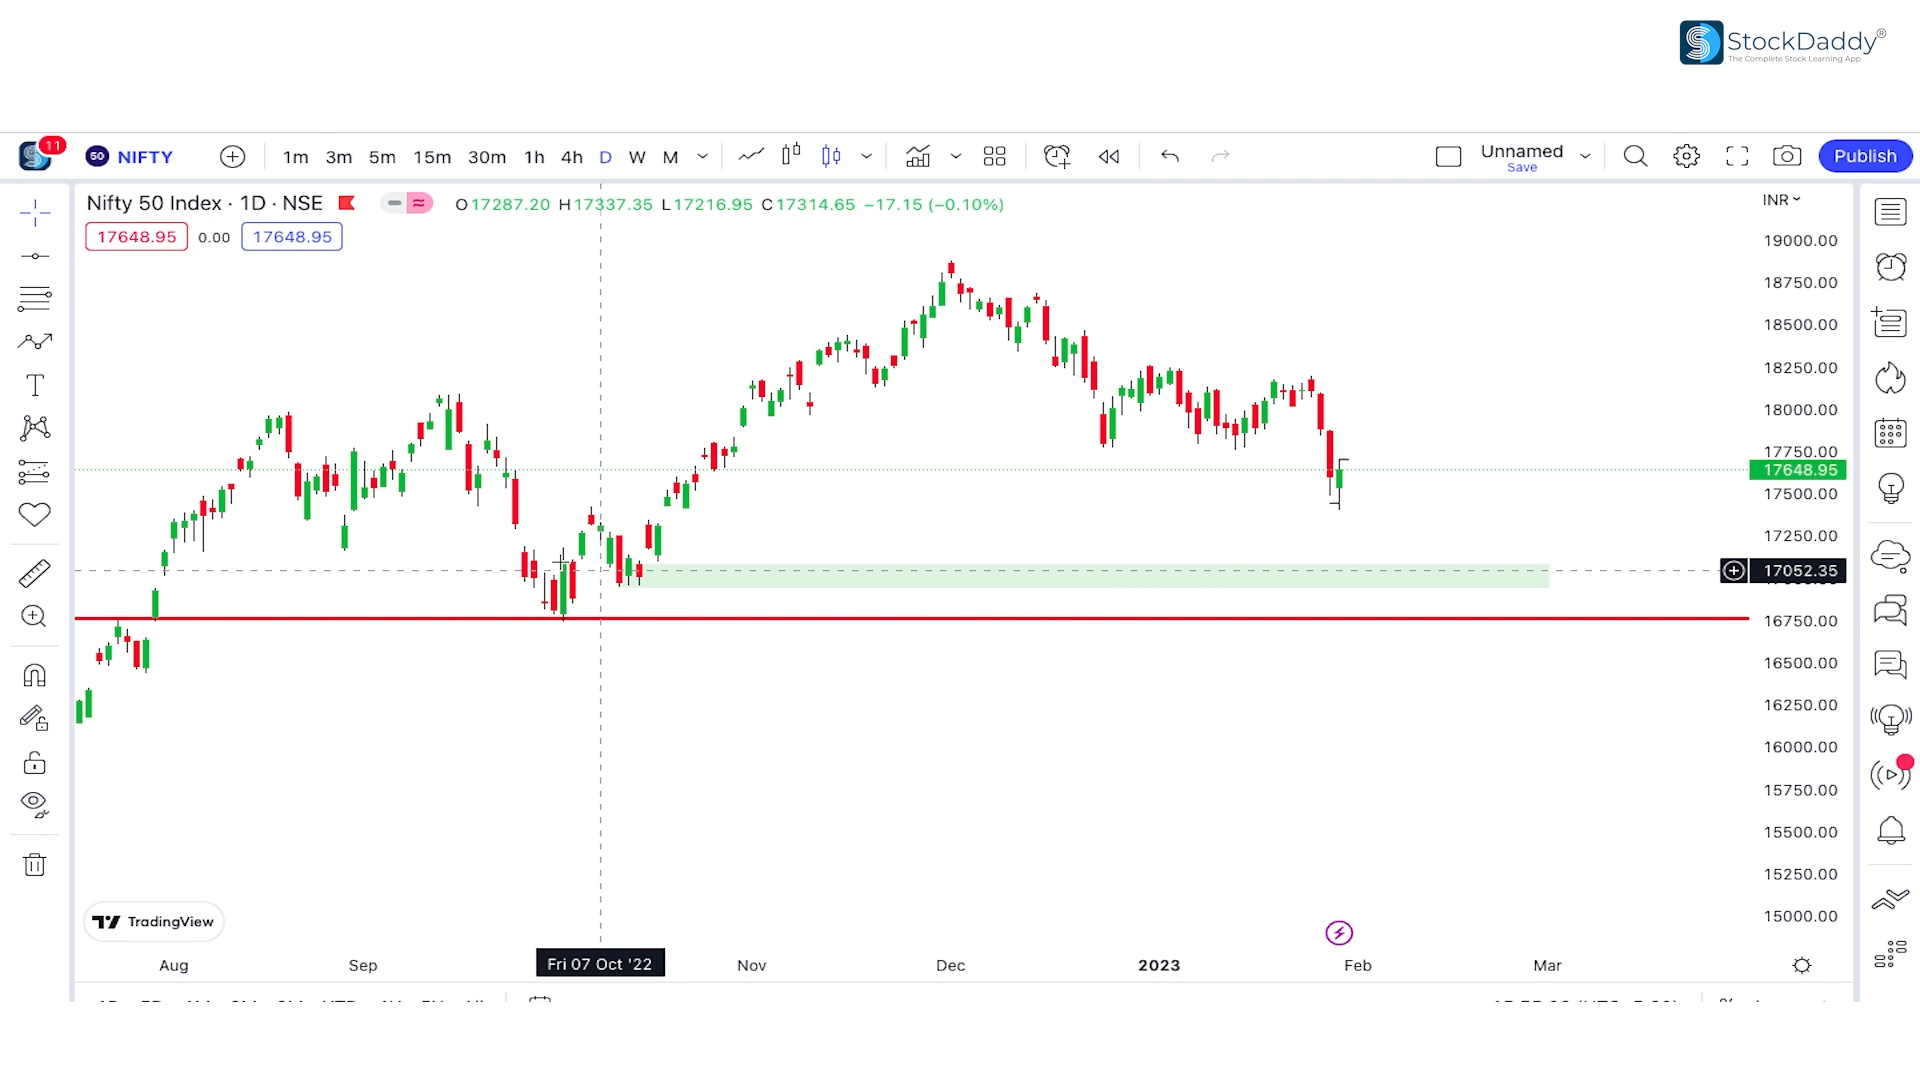 StockDaddy®
The Complete Stock Learning App
11
50 NIFTY 1m 3m 5m 15m 30m 1h 4h D W M Unnamed Save Publish
Nifty 50 Index · 1D · NSE O17287.20 H17337.35 L17216.95 C17314.65 −17.15 (−0.10%)
INR
17648.95 0.00 17648.95
19000.00
18750.00
18500.00
18250.00
18000.00
17750.00
17648.95
17500.00
17250.00
17052.35
16750.00
16500.00
16250.00
16000.00
15750.00
15500.00
15250.00
15000.00
TradingView
Aug Sep Fri 07 Oct '22 Nov Dec 2023 Feb Mar